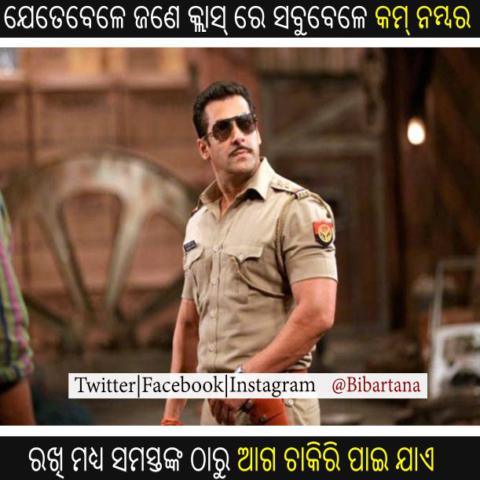 ଯେତେବେଳେ ଜଣେ କ୍ଲାସ୍ ରେ ସବୁବେଳେ କମ୍ ନମ୍ବର
Twitter|Facebook|Instagram @Bibartana
ରଖି ମଧ୍ୟ ସମସ୍ତଙ୍କ ଠାରୁ ଆଗ ଚାକିରି ପାଇ ଯାଏ